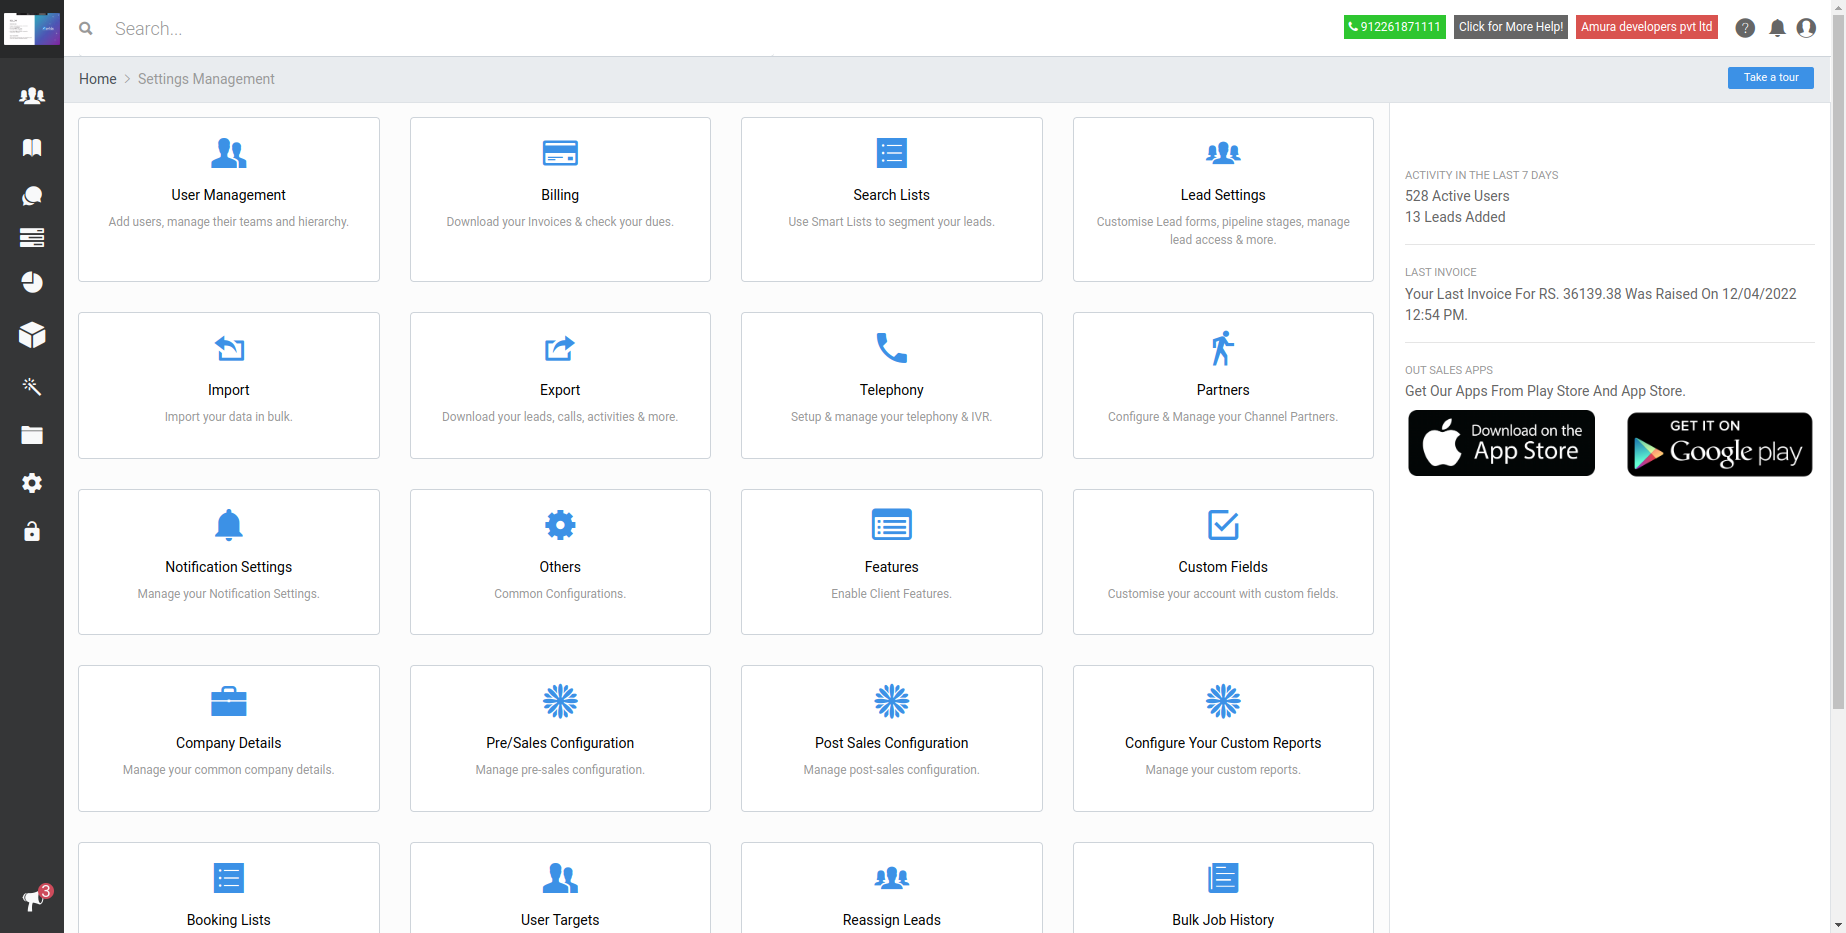 Search...
912261871111
Click for More Help!
Amura developers pvt ltd
Home > Settings Management
Take a tour
User Management
Add users, manage their teams and hierarchy.
Billing
Download your Invoices & check your dues.
Search Lists
Use Smart Lists to segment your leads.
Lead Settings
Customise Lead forms, pipeline stages, manage
lead access & more.
Import
Import your data in bulk.
Export
Download your leads, calls, activities & more.
Telephony
Setup & manage your telephony & IVR.
Partners
Configure & Manage your Channel Partners.
Notification Settings
Manage your Notification Settings.
Others
Common Configurations.
Features
Enable Client Features.
Custom Fields
Customise your account with custom fields.
Company Details
Manage your common company details.
Pre/Sales Configuration
Manage pre-sales configuration.
Post Sales Configuration
Manage post-sales configuration.
Configure Your Custom Reports
Manage your custom reports.
Booking Lists
User Targets
Reassign Leads
Bulk Job History
3
ACTIVITY IN THE LAST 7 DAYS
528 Active Users
13 Leads Added
LAST INVOICE
Your Last Invoice For RS. 36139.38 Was Raised On 12/04/2022
12:54 PM.
OUT SALES APPS
Get Our Apps From Play Store And App Store.
Download on the
App Store
GET IT ON
Google play